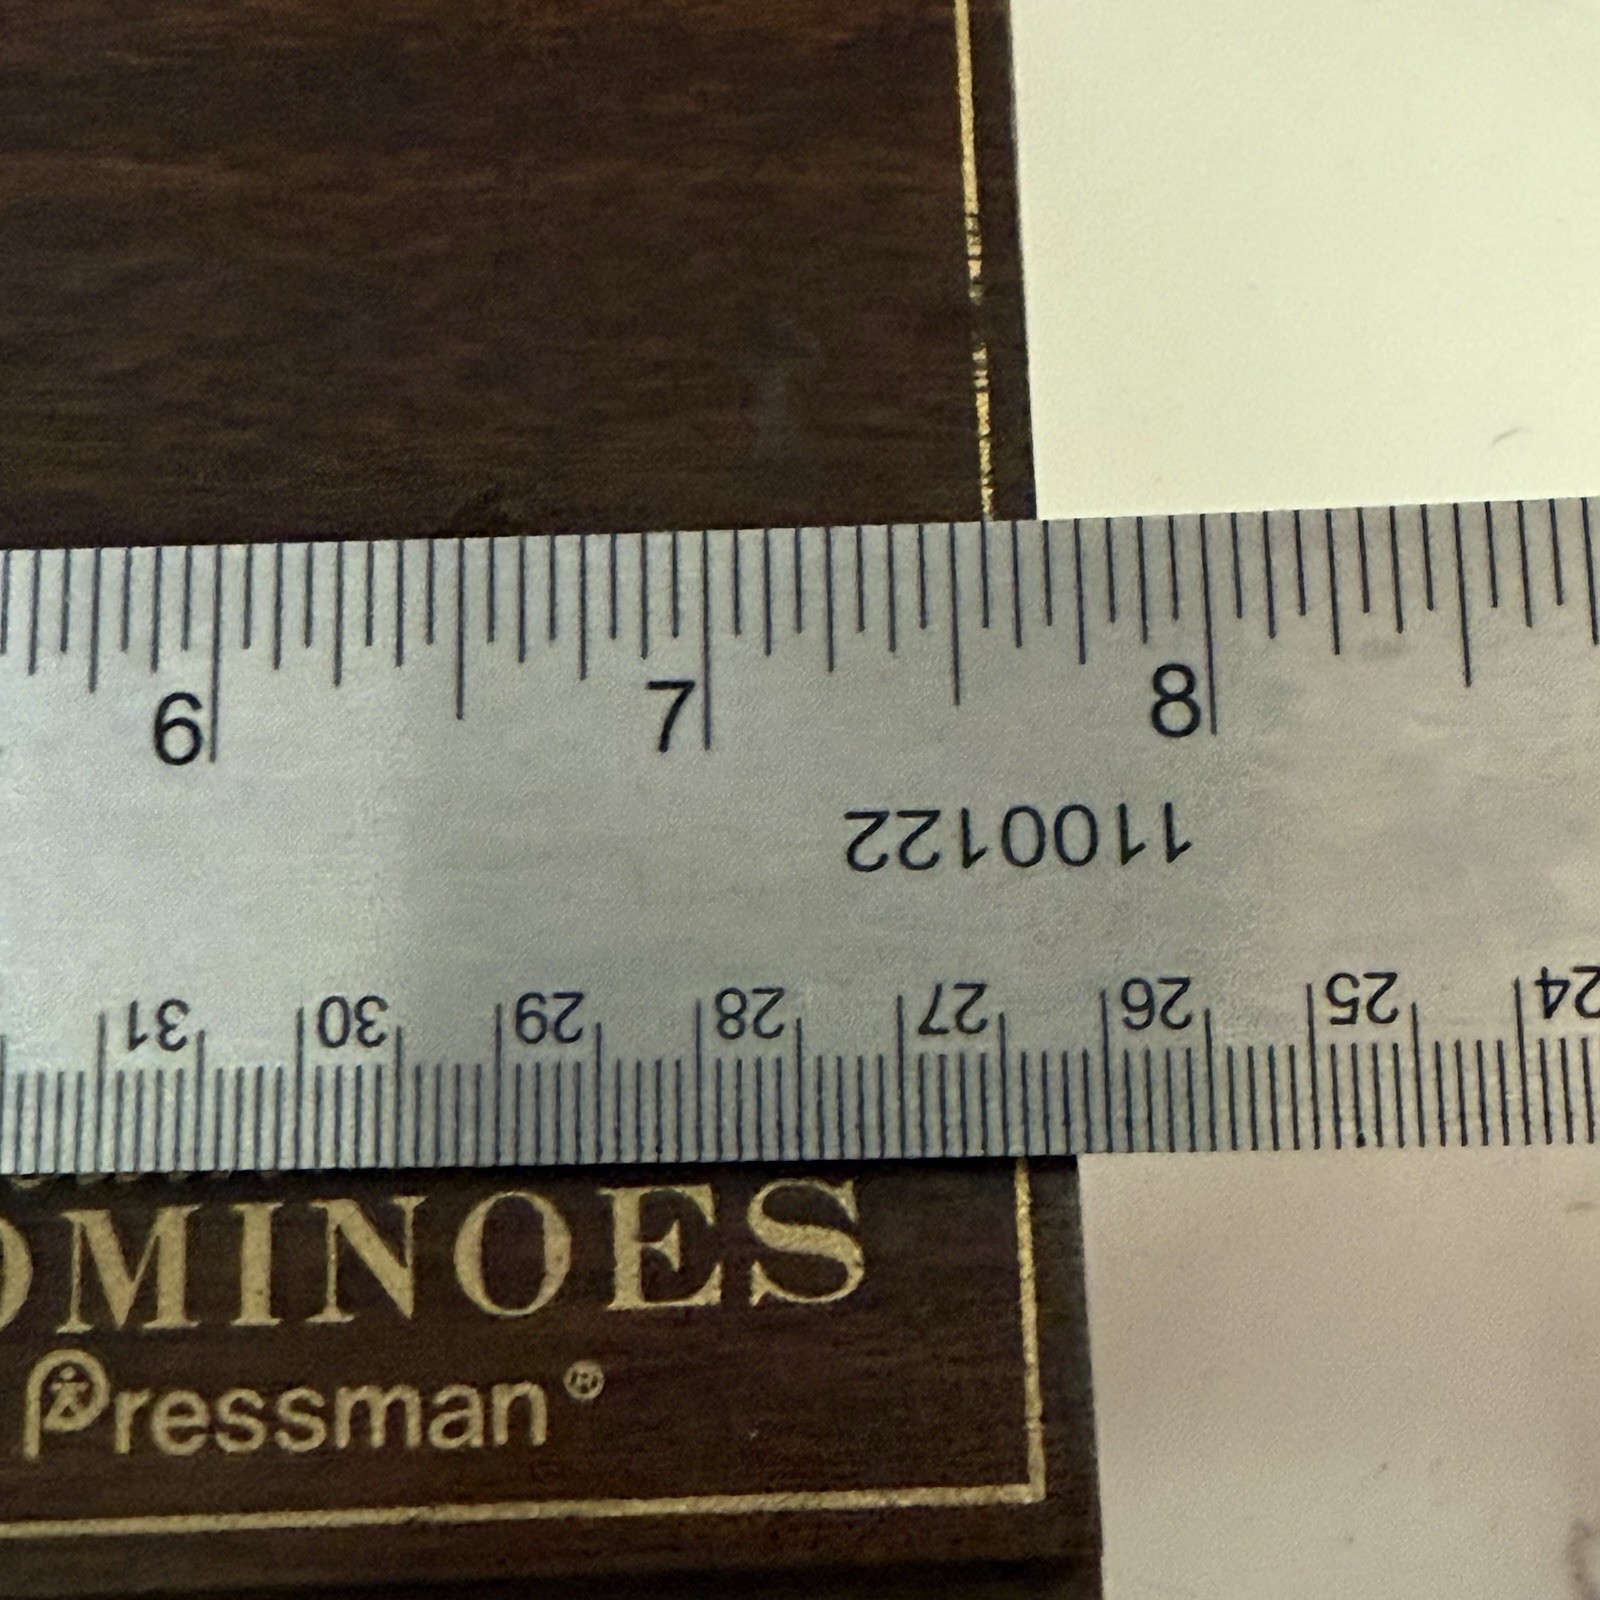 6 7 8
1100122
31 30 29 28 27 26 25 24
OMINOES
Pressman®